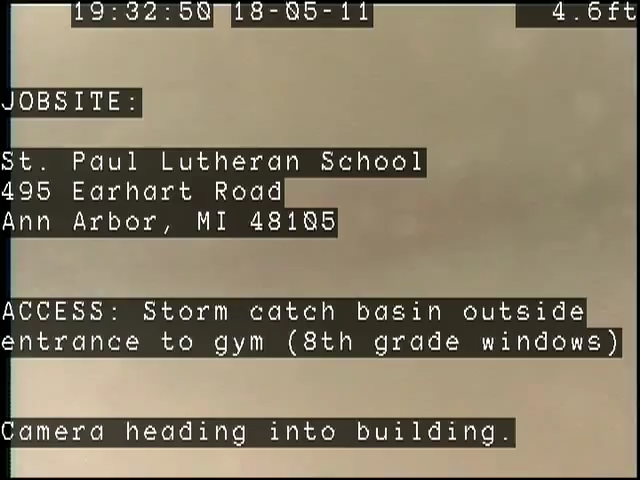 19:32:50 18-05-11 4.6ft
JOBSITE:
St. Paul Lutheran School
495 Earhart Road
Ann Arbor, MI 48105
ACCESS: Storm catch basin outside
entrance to gym (8th grade windows)
Camera heading into building.